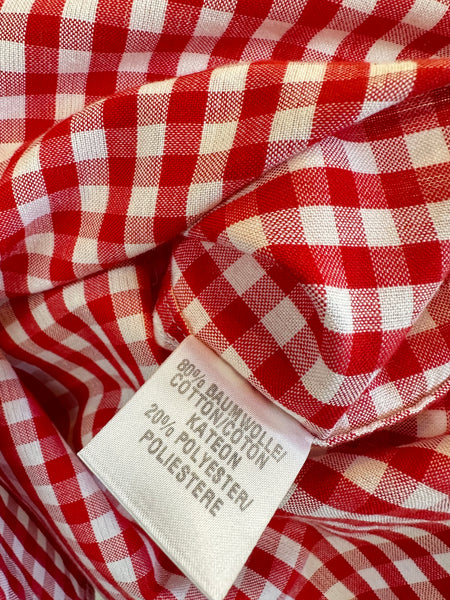 80% BAUMWOLLE/
COTTON/COTON
KATEON
20% POLYESTER/
POLIESTERE